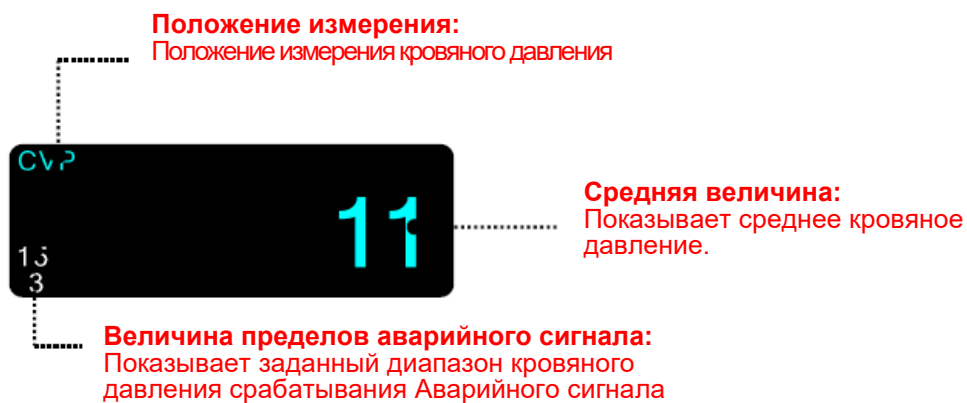 Положение измерения:
Положение измерения кровяного давления
CVP
11
Средняя величина:
Показывает среднее кровяное
давление.
3
Величина пределов аварийного сигнала:
Показывает заданный диапазон кровяного
давления срабатывания Аварийного сигнала